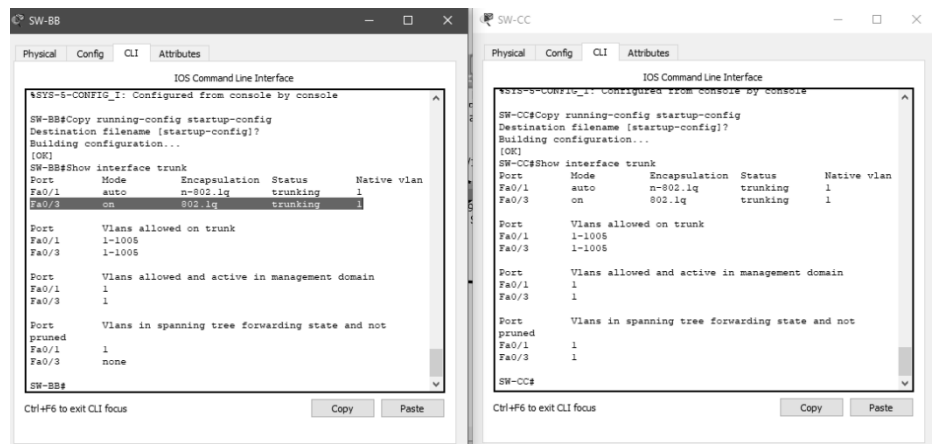 SW-BB
Physical Config CLI Attributes
IOS Command Line Interface
%SYS-5-CONFIG_I: Configured from console by console
SW-BB#Copy running-config startup-config
Destination filename [startup-config]?
Building configuration...
[OK]
SW-BB#Show interface trunk
Port Mode Encapsulation Status Native vlan
Fa0/1 auto n-802.1q trunking 1
Fa0/3 on 802.1q trunking 1
Port Vlans allowed on trunk
Fa0/1 1-1005
Fa0/3 1-1005
Port Vlans allowed and active in management domain
Fa0/1 1
Fa0/3 1
Port Vlans in spanning tree forwarding state and not
pruned
Fa0/1 1
Fa0/3 none
SW-BB#
Ctrl+F6 to exit CLI focus
Copy Paste
SW-CC
Physical Config CLI Attributes
IOS Command Line Interface
%SYS-5-CONFIG_I: Configured from console by console
SW-CC#Copy running-config startup-config
Destination filename [startup-config]?
Building configuration...
[OK]
SW-CC#Show interface trunk
Port Mode Encapsulation Status Native vlan
Fa0/1 auto n-802.1q trunking 1
Fa0/3 on 802.1q trunking 1
Port Vlans allowed on trunk
Fa0/1 1-1005
Fa0/3 1-1005
Port Vlans allowed and active in management domain
Fa0/1 1
Fa0/3 1
Port Vlans in spanning tree forwarding state and not
pruned
Fa0/1 1
Fa0/3 1
SW-CC#
Ctrl+F6 to exit CLI focus
Copy Paste